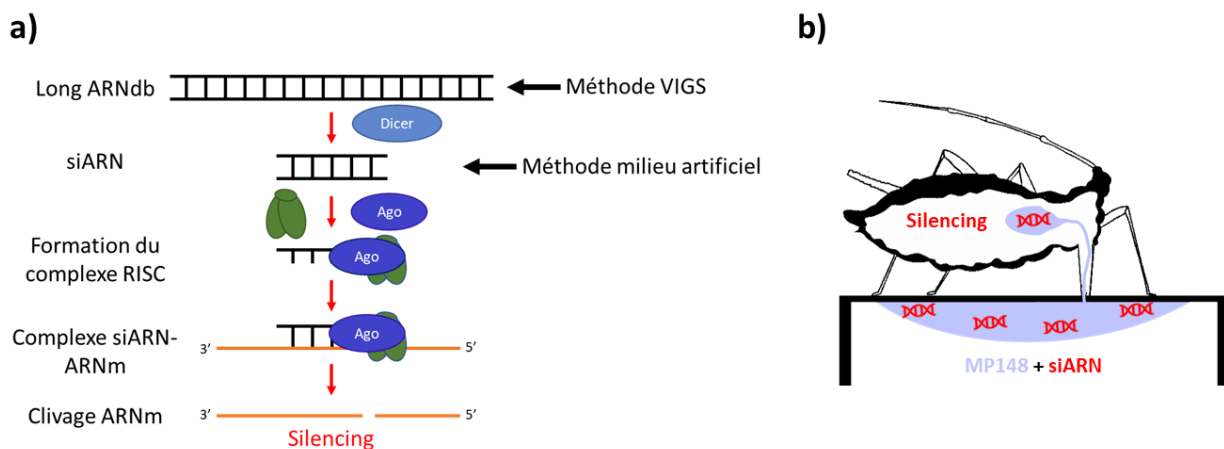 a)
Long ARNdb
Méthode VIGS
Dicer
siARN
Méthode milieu artificiel
Ago
Formation du
complexe RISC
Ago
Complexe siARN-
ARNm
3’
Ago
5’
Clivage ARNm
3’
5’
Silencing
b)
Silencing
MP148 + siARN